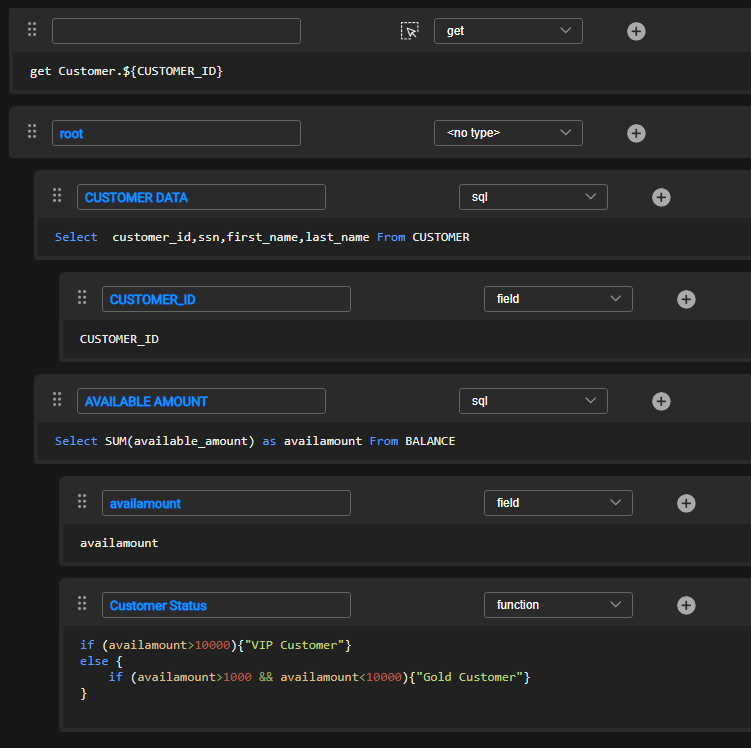 get
get Customer.${CUSTOMER_ID}
root
<no type>
CUSTOMER DATA
sql
Select  customer_id,ssn,first_name,last_name From CUSTOMER
CUSTOMER_ID
field
CUSTOMER_ID
AVAILABLE AMOUNT
sql
Select SUM(available_amount) as availamount From BALANCE
availamount
field
availamount
Customer Status
function
if (availamount>10000){"VIP Customer"}
else {
    if (availamount>1000 && availamount<10000){"Gold Customer"}
}